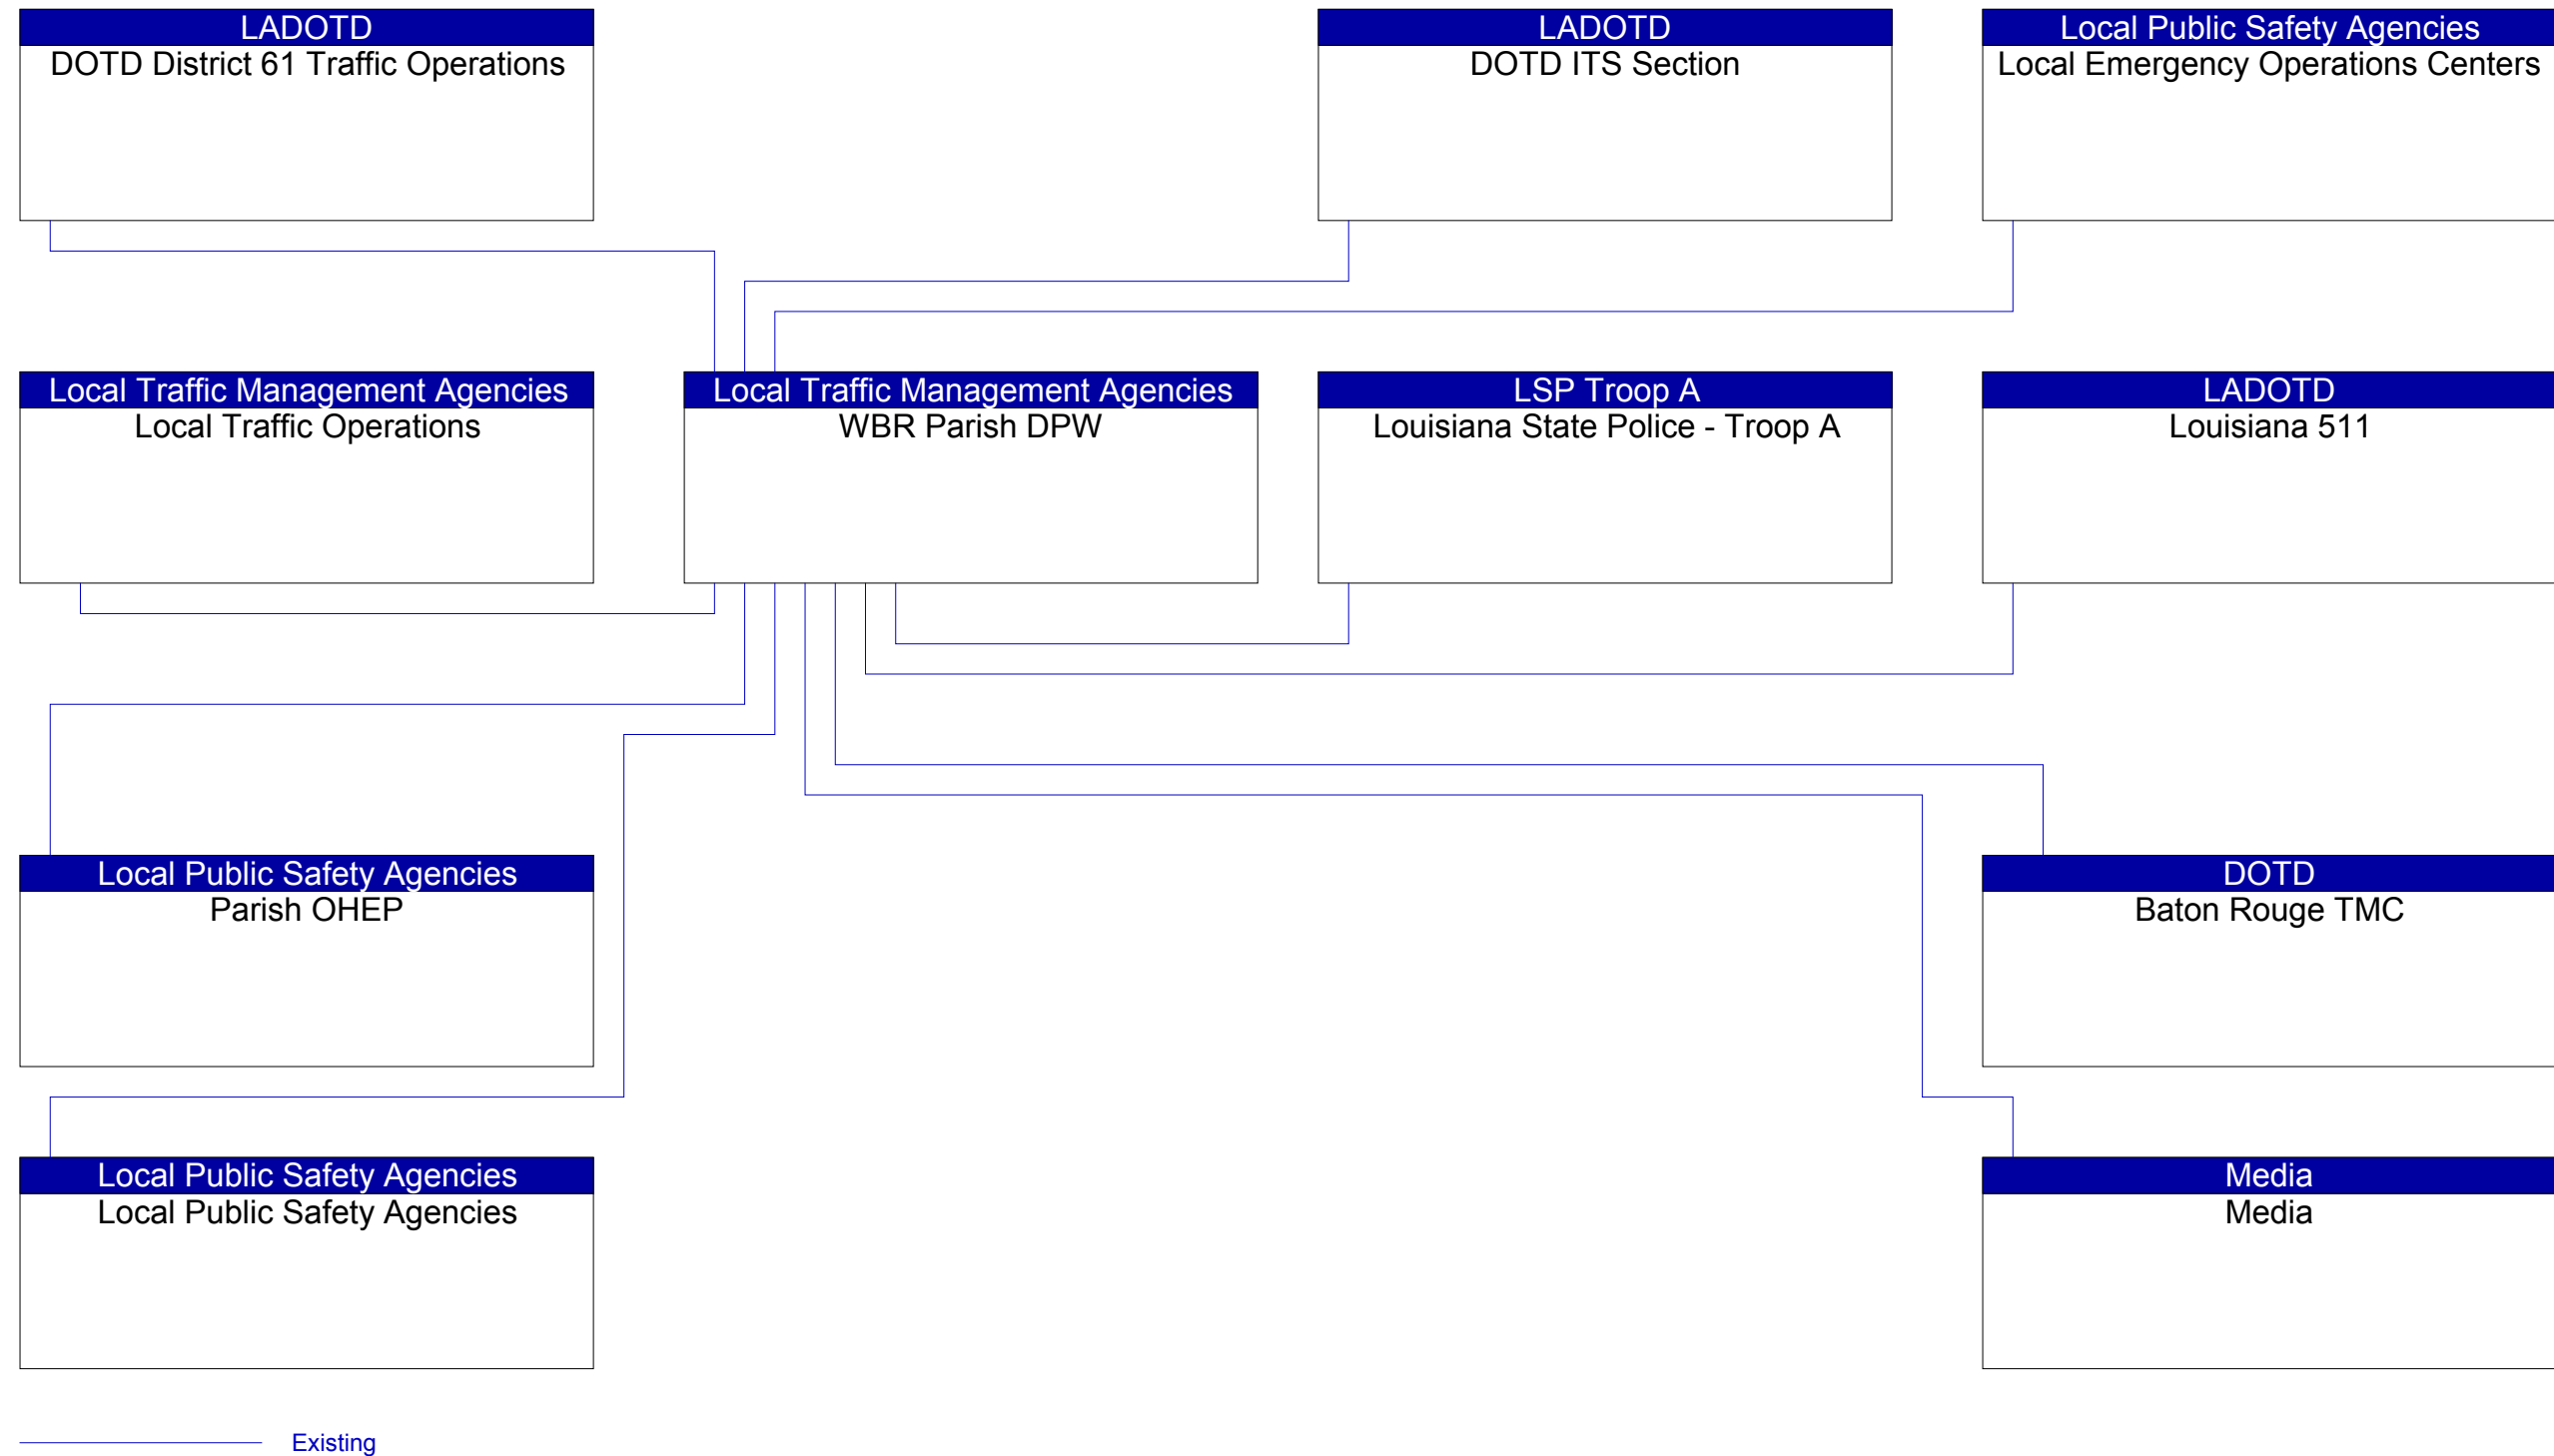 LADOTD
DOTD District 61 Traffic Operations
LADOTD
DOTD ITS Section
Local Public Safety Agencies
Local Emergency Operations Centers
Local Traffic Management Agencies
Local Traffic Operations
Local Traffic Management Agencies
WBR Parish DPW
LSP Troop A
Louisiana State Police - Troop A
LADOTD
Louisiana 511
Local Public Safety Agencies
Parish OHEP
DOTD
Baton Rouge TMC
Local Public Safety Agencies
Local Public Safety Agencies
Media
Media
Existing